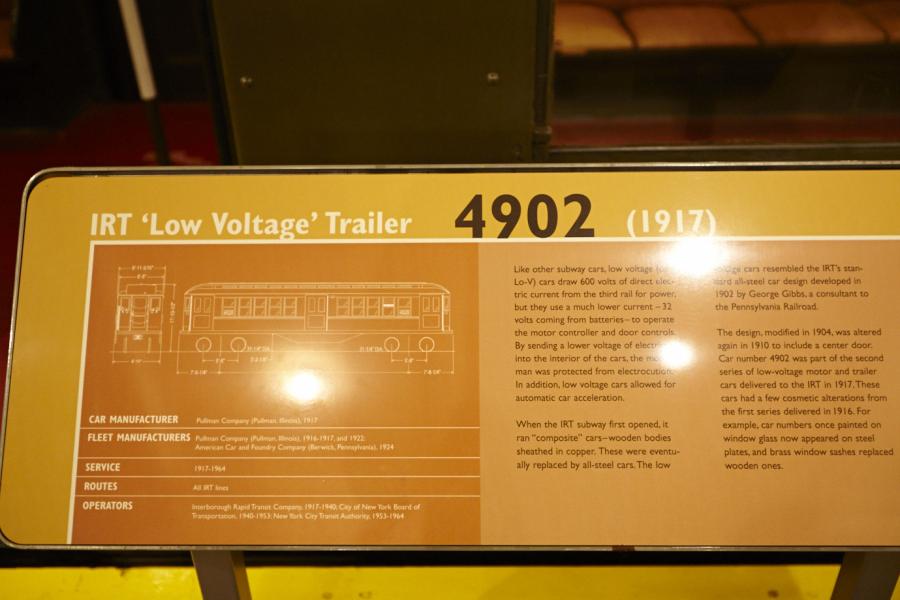 IRT ‘Low Voltage’ Trailer 4902 (1917)
CAR MANUFACTURER Pullman Company (Pullman, Illinois), 1917
FLEET MANUFACTURERS Pullman Company (Pullman, Illinois), 1916-1917, and 1922;
American Car and Foundry Company (Berwick, Pennsylvania), 1924
SERVICE 1917-1964
ROUTES All IRT lines
OPERATORS Interborough Rapid Transit Company, 1917-1940; City of New York Board of
Transportation, 1940-1953; New York City Transit Authority, 1953-1964
Like other subway cars, low voltage (or
Lo-V) cars draw 600 volts of direct elec-
tric current from the third rail for power,
but they use a much lower current – 32
volts coming from batteries – to operate
the motor controller and door controls.
By sending a lower voltage of electricity
into the interior of the cars, the motor-
man was protected from electrocution.
In addition, low voltage cars allowed for
automatic car acceleration.
When the IRT subway first opened, it
ran “composite” cars – wooden bodies
sheathed in copper. These were eventu-
ally replaced by all-steel cars. The low
voltage cars resembled the IRT’s stan-
dard all-steel car design developed in
1902 by George Gibbs, a consultant to
the Pennsylvania Railroad.
The design, modified in 1904, was altered
again in 1910 to include a center door.
Car number 4902 was part of the second
series of low-voltage motor and trailer
cars delivered to the IRT in 1917. These
cars had a few cosmetic alterations from
the first series delivered in 1916. For
example, car numbers once painted on
window glass now appeared on steel
plates, and brass window sashes replaced
wooden ones.